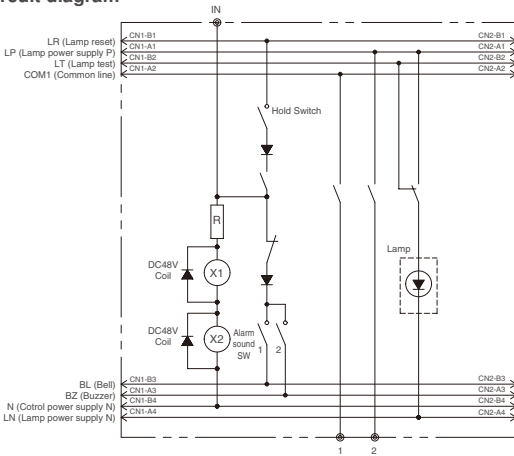 rcuit diagram
IN
LR (Lamp reset)
CN1-B1
CN2-B1
LP (Lamp power supply P)
CN1-A1
CN2-A1
LT (Lamp test)
CN1-B2
CN2-B2
COM1 (Common line)
CN1-A2
CN2-A2
Hold Switch
R
Lamp
DC48V
Coil
X1
DC48V
Coil
X2
Alarm
sound
SW
1
2
BL (Bell)
CN1-B3
CN2-B3
BZ (Buzzer)
CN1-A3
CN2-A3
N (Cotrol power supply N)
CN1-B4
CN2-B4
LN (Lamp power supply N)
CN1-A4
CN2-A4
1
2